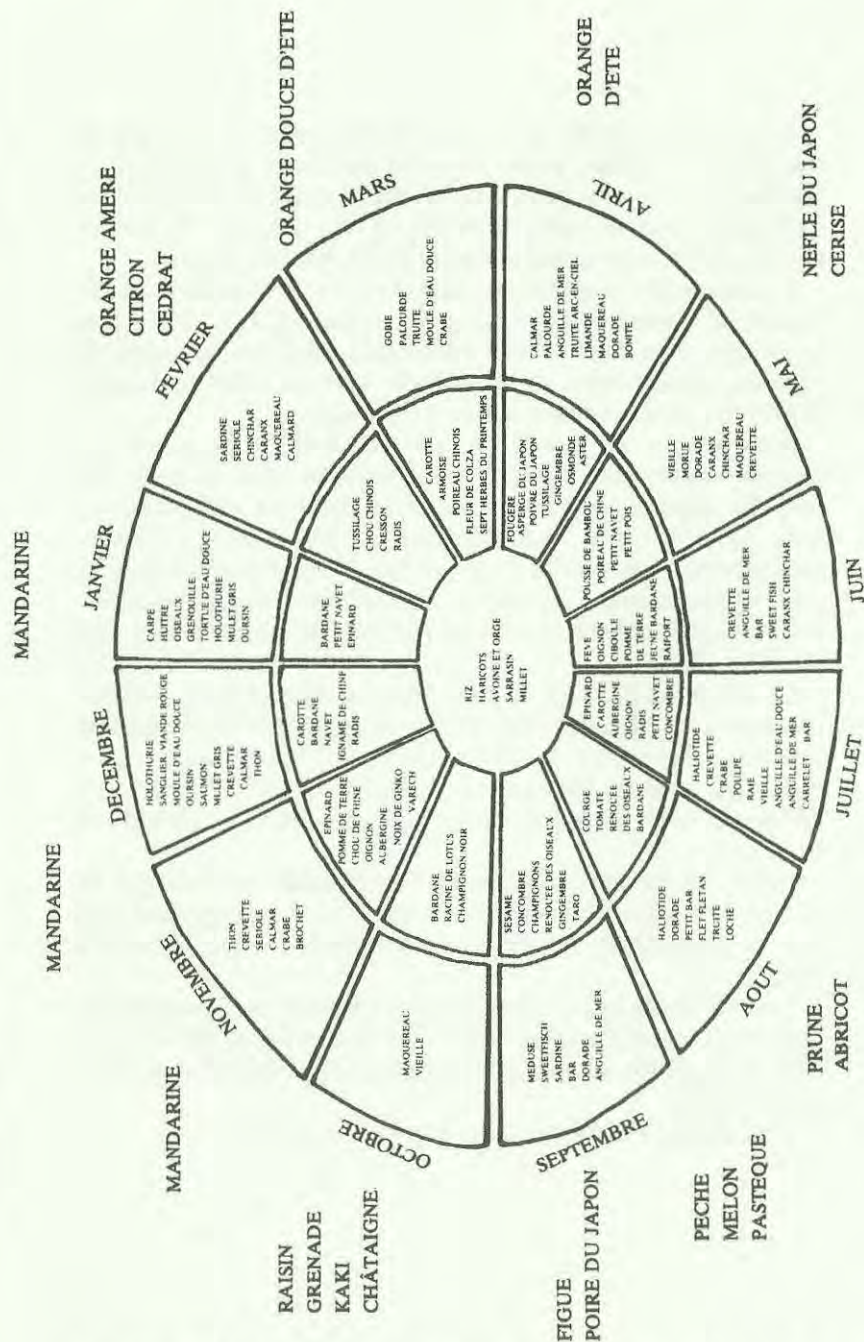 MANDARINE
JANVIER
CARPE
HUITRE
OISEAUX
GRENOUILLE
TORTUE D'EAU DOUCE
HOLOTHURIE
MULET GRIS
OURSIN
BARDANE
PETIT NAVET
EPINARD
ORANGE AMERE
CITRON
CEDRAT
FEVRIER
SARDINE
SERIOLE
CHINCHAR
CARANX
MAQUEREAU
CALMARD
TUSSILAGE
CHOU CHINOIS
CRESSON
RADIS
ORANGE DOUCE D'ETE
MARS
GOBIE
PALOURDE
TRUITE
MOULE D'EAU DOUCE
CRABE
CAROTTE
ARMOISE
POIREAU CHINOIS
FLEUR DE COLZA
SEPT HERBES DU PRINTEMPS
ORANGE
D'ETE
AVRIL
CALMAR
PALOURDE
ANGUILLE DE MER
TRUITE ARC-EN-CIEL
LIMANDE
MAQUEREAU
DORADE
BONITE
FOUGÈRE
ASPERGE DU JAPON
POIVRE DU JAPON
TUSSILAGE
GINGEMBRE
OSMONDE
ASTER
NEFLE DU JAPON
CERISE
MAI
VIEILLE
MORUE
DORADE
CARANX
CHINCHAR
MAQUEREAU
CREVETTE
POUSSE DE BAMBOU
POIREAU DE CHINE
PETIT NAVET
PETIT POIS
JUIN
CREVETTE
ANGUILLE DE MER
BAR
SWEET FISH
CARANX CHINCHAR
FEVE
OIGNON
CIBOULE
POMME
DE TERRE
JEUNE BARDANE
RAIFORT
JUILLET
HALIOTIDE
CREVETTE
CRABE
POULPE
RAIE
VIEILLE
ANGUILLE D'EAU DOUCE
ANGUILLE DE MER
CARRELET BAR
EPINARD
CAROTTE
AUBERGINE
OIGNON
RADIS
PETIT NAVET
CONCOMBRE
PRUNE
ABRICOT
AOUT
HALIOTIDE
DORADE
PETIT BAR
FLET FLETAN
TRUITE
LOCHE
COURGE
TOMATE
RENOUEE
DES OISEAUX
BARDANE
PECHE
MELON
PASTEQUE
SEPTEMBRE
MEDUSE
SWEETFISCH
SARDINE
BAR
DORADE
ANGUILLE DE MER
SESAME
CONCOMBRE
CHAMPIGNONS
RENOUEE DES OISEAUX
GINGEMBRE
TARO
FIGUE
POIRE DU JAPON
OCTOBRE
MAQUEREAU
VIEILLE
BARDANE
RACINE DE LOTUS
CHAMPIGNON NOIR
RAISIN
GRENADE
KAKI
CHÂTAIGNE
NOVEMBRE
THON
CREVETTE
SERIOLE
CALMAR
CRABE
BROCHET
EPINARD
POMME DE TERRE
CHOU DE CHINE
OIGNON
AUBERGINE
NOIX DE GINKO
VARECH
MANDARINE
DECEMBRE
HOLOTHURIE
SANGLIER VIANDE ROUGE
MOULE D'EAU DOUCE
OURSIN
SAUMON
MULET GRIS
CREVETTE
CALMAR
THON
CAROTTE
BARDANE
NAVET
IGNAME DE CHINE
RADIS
MANDARINE
RIZ
HARICOTS
AVOINE ET ORGE
SARRASIN
MILLET